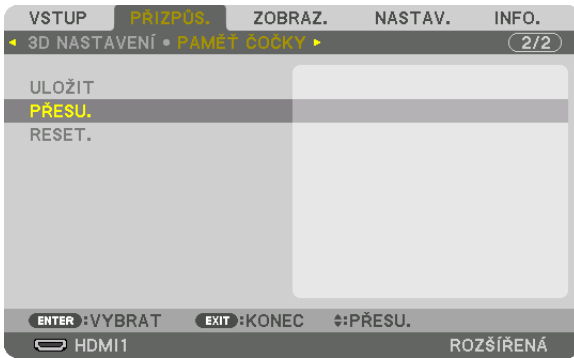 VSTUP PŘIZPŮS. ZOBRAZ. NASTAV. INFO.
3D NASTAVENÍ • PAMĚŤ ČOČKY 2/2
ULOŽIT
PŘESU.
RESET.
ENTER :VYBRAT EXIT :KONEC :PŘESU.
HDMI1 ROZŠÍŘENÁ